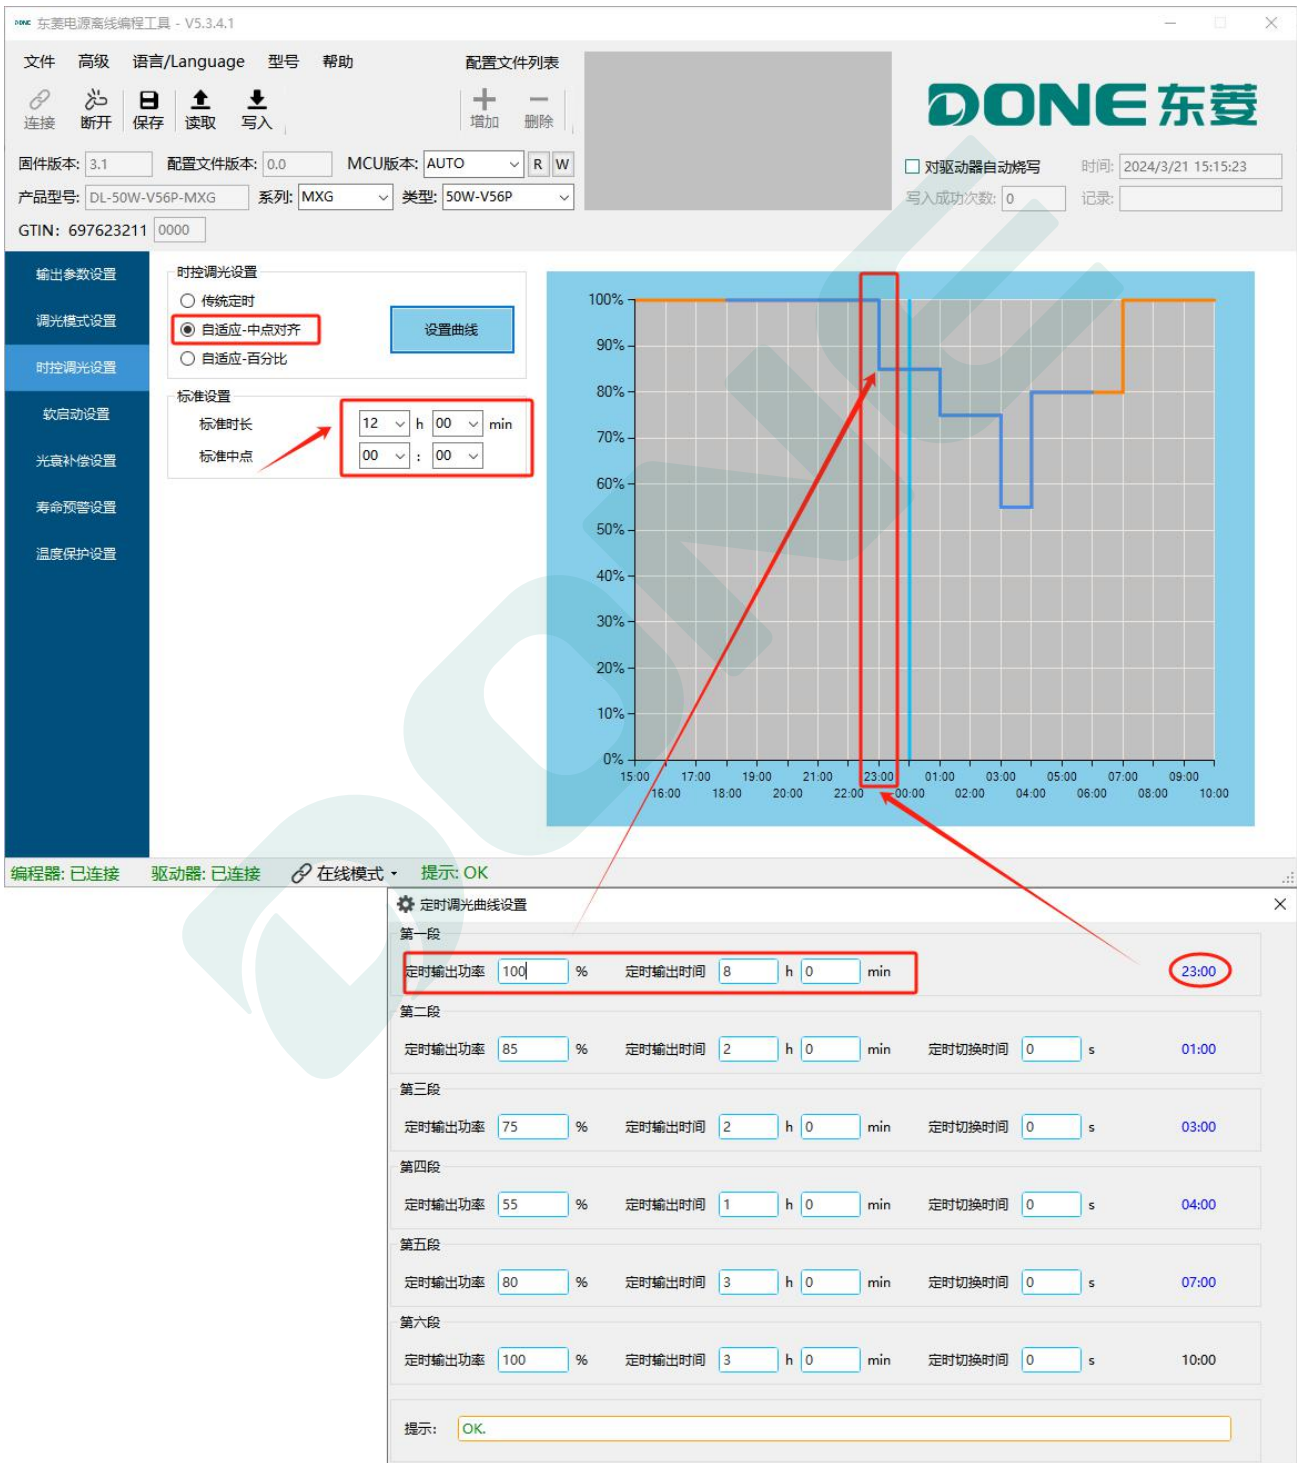 DONE 东菱电源离线编程工具 - V5.3.4.1
文件 高级 语言/Language 型号 帮助 配置文件列表
连接 断开 保存 读取 写入 增加 删除
DONE 东菱
固件版本: 3.1 配置文件版本: 0.0 MCU版本: AUTO R W
对驱动器自动烧写 时间: 2024/3/21 15:15:23
产品型号: DL-50W-V56P-MXG 系列: MXG 类型: 50W-V56P
写入成功次数: 0 记录:
GTIN: 697623211 0000
输出参数设置
调光模式设置
时控调光设置
软启动设置
光衰补偿设置
寿命预警设置
温度保护设置
时控调光设置
传统定时
自适应-中点对齐
自适应-百分比
设置曲线
标准设置
标准时长 12 h 00 min
标准中点 00 : 00
100%
90%
80%
70%
60%
50%
40%
30%
20%
10%
0%
15:00 17:00 19:00 21:00 23:00 01:00 03:00 05:00 07:00 09:00
16:00 18:00 20:00 22:00 00:00 02:00 04:00 06:00 08:00 10:00
DONE
编程器: 已连接 驱动器: 已连接 在线模式 提示: OK
定时调光曲线设置
第一段
定时输出功率 100 % 定时输出时间 8 h 0 min 23:00
第二段
定时输出功率 85 % 定时输出时间 2 h 0 min 定时切换时间 0 s 01:00
第三段
定时输出功率 75 % 定时输出时间 2 h 0 min 定时切换时间 0 s 03:00
第四段
定时输出功率 55 % 定时输出时间 1 h 0 min 定时切换时间 0 s 04:00
第五段
定时输出功率 80 % 定时输出时间 3 h 0 min 定时切换时间 0 s 07:00
第六段
定时输出功率 100 % 定时输出时间 3 h 0 min 定时切换时间 0 s 10:00
提示: OK.